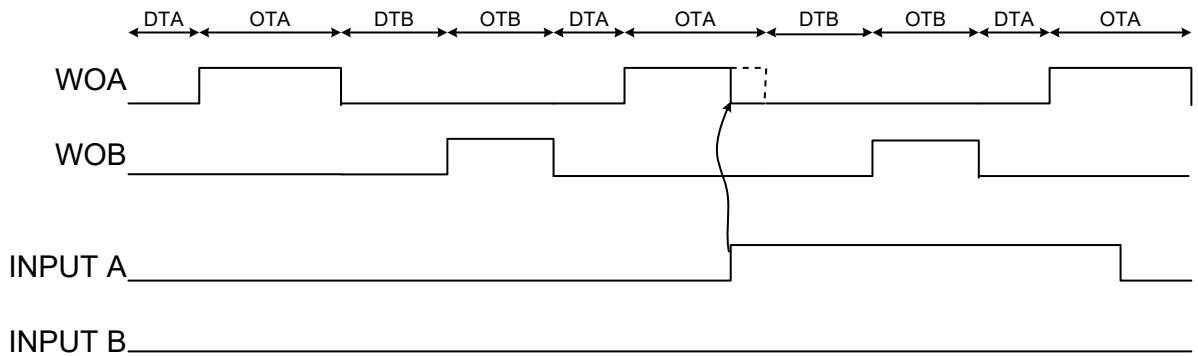 DTA OTA DTB OTB DTA OTA DTB OTB DTA OTA
WOA
WOB
INPUT A
INPUT B